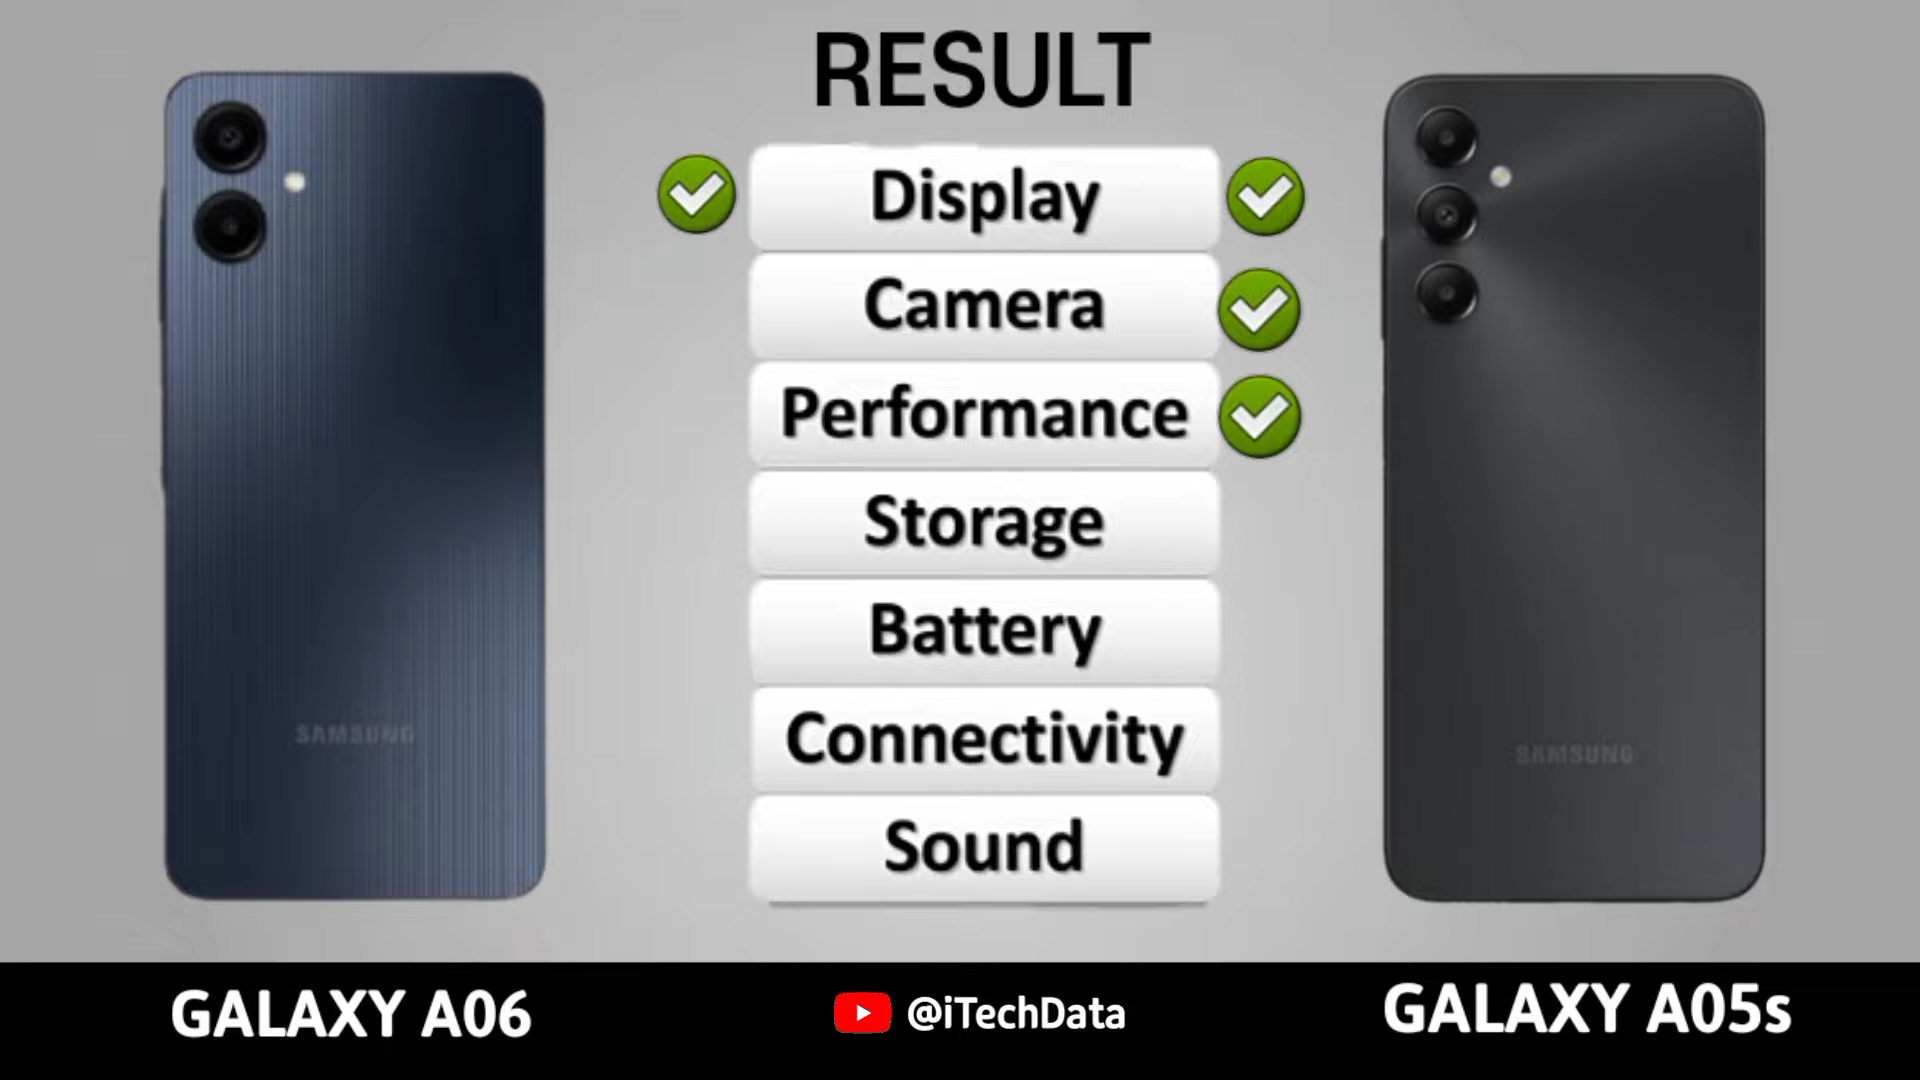 RESULT
Display
Camera
Performance
Storage
Battery
Connectivity
Sound
SAMSUNG
SAMSUNG
GALAXY A06
@iTechData
GALAXY A05s